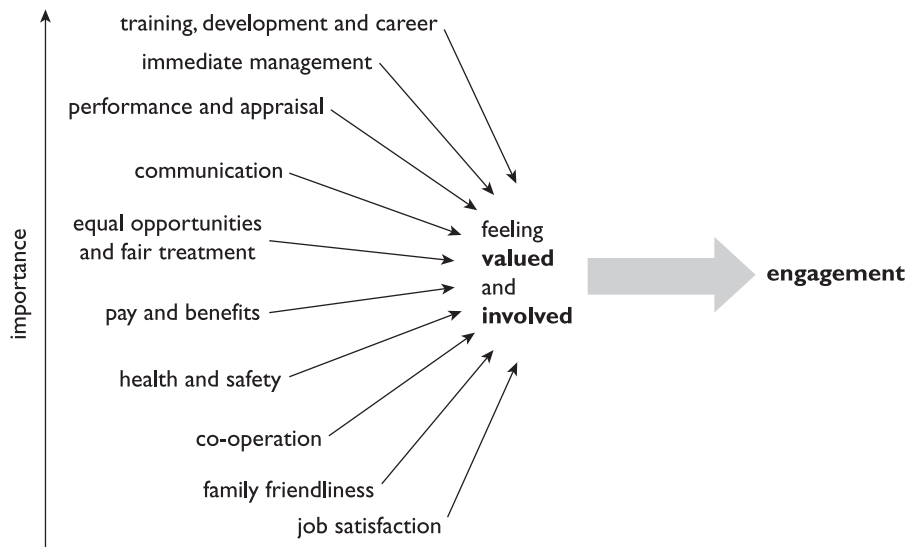 training, development and career
immediate management
performance and appraisal
communication
equal opportunities
and fair treatment
pay and benefits
health and safety
co-operation
family friendliness
job satisfaction
importance
feeling
valued
and
involved
engagement